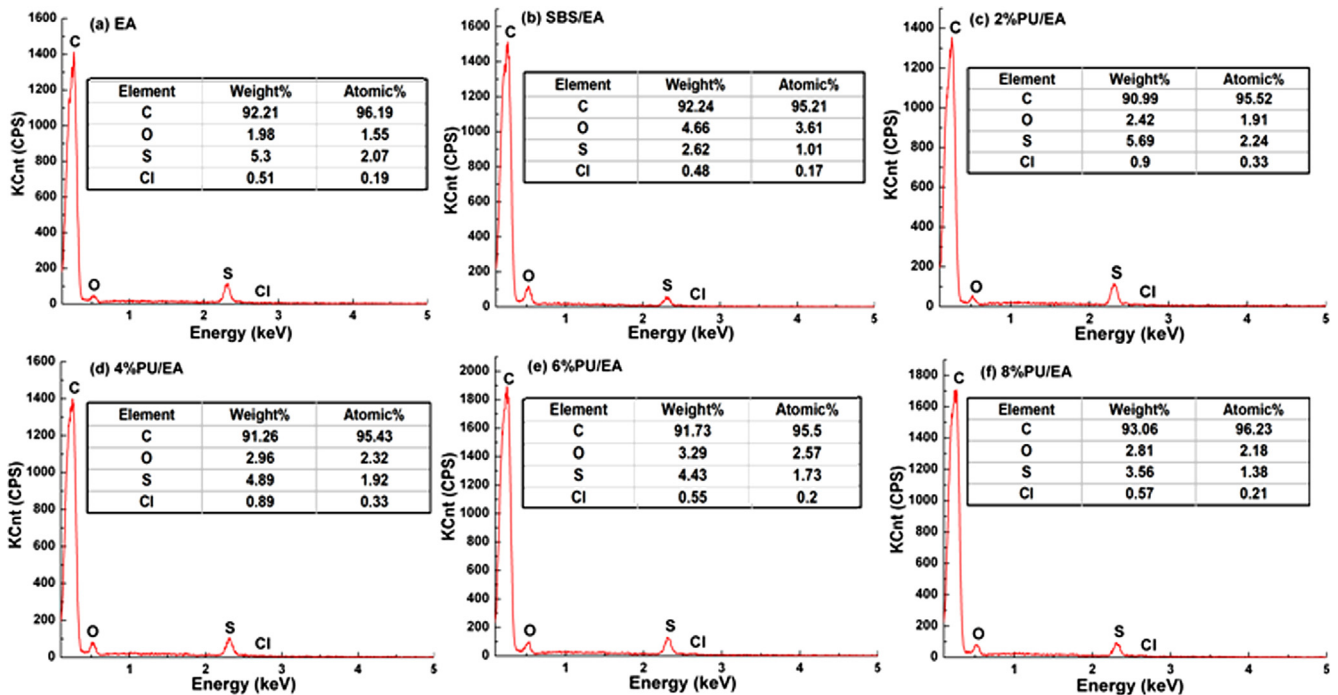 (a) EA
C
Element Weight% Atomic%
C 92.21 96.19
O 1.98 1.55
S 5.3 2.07
Cl 0.51 0.19
O
S
Cl
1600
1400
1200
1000
800
600
400
200
0
KCnt (CPS)
1 2 3 4 5
Energy (keV)
(b) SBS/EA
C
Element Weight% Atomic%
C 92.24 95.21
O 4.66 3.61
S 2.62 1.01
Cl 0.48 0.17
O
S
Cl
1600
1400
1200
1000
800
600
400
200
0
KCnt (CPS)
1 2 3 4 5
Energy (keV)
(c) 2%PU/EA
C
Element Weight% Atomic%
C 90.99 95.52
O 2.42 1.91
S 5.69 2.24
Cl 0.9 0.33
O
S
Cl
1400
1200
1000
800
600
400
200
0
KCnt (CPS)
1 2 3 4 5
Energy (keV)
(d) 4%PU/EA
C
Element Weight% Atomic%
C 91.26 95.43
O 2.96 2.32
S 4.89 1.92
Cl 0.89 0.33
O
S
Cl
1600
1400
1200
1000
800
600
400
200
0
KCnt (CPS)
1 2 3 4 5
Energy (keV)
(e) 6%PU/EA
C
Element Weight% Atomic%
C 91.73 95.5
O 3.29 2.57
S 4.43 1.73
Cl 0.55 0.2
O
S
Cl
2000
1800
1600
1400
1200
1000
800
600
400
200
0
KCnt (CPS)
1 2 3 4 5
Energy (keV)
(f) 8%PU/EA
C
Element Weight% Atomic%
C 93.06 96.23
O 2.81 2.18
S 3.56 1.38
Cl 0.57 0.21
O
S
Cl
1800
1600
1400
1200
1000
800
600
400
200
0
KCnt (CPS)
1 2 3 4 5
Energy (keV)